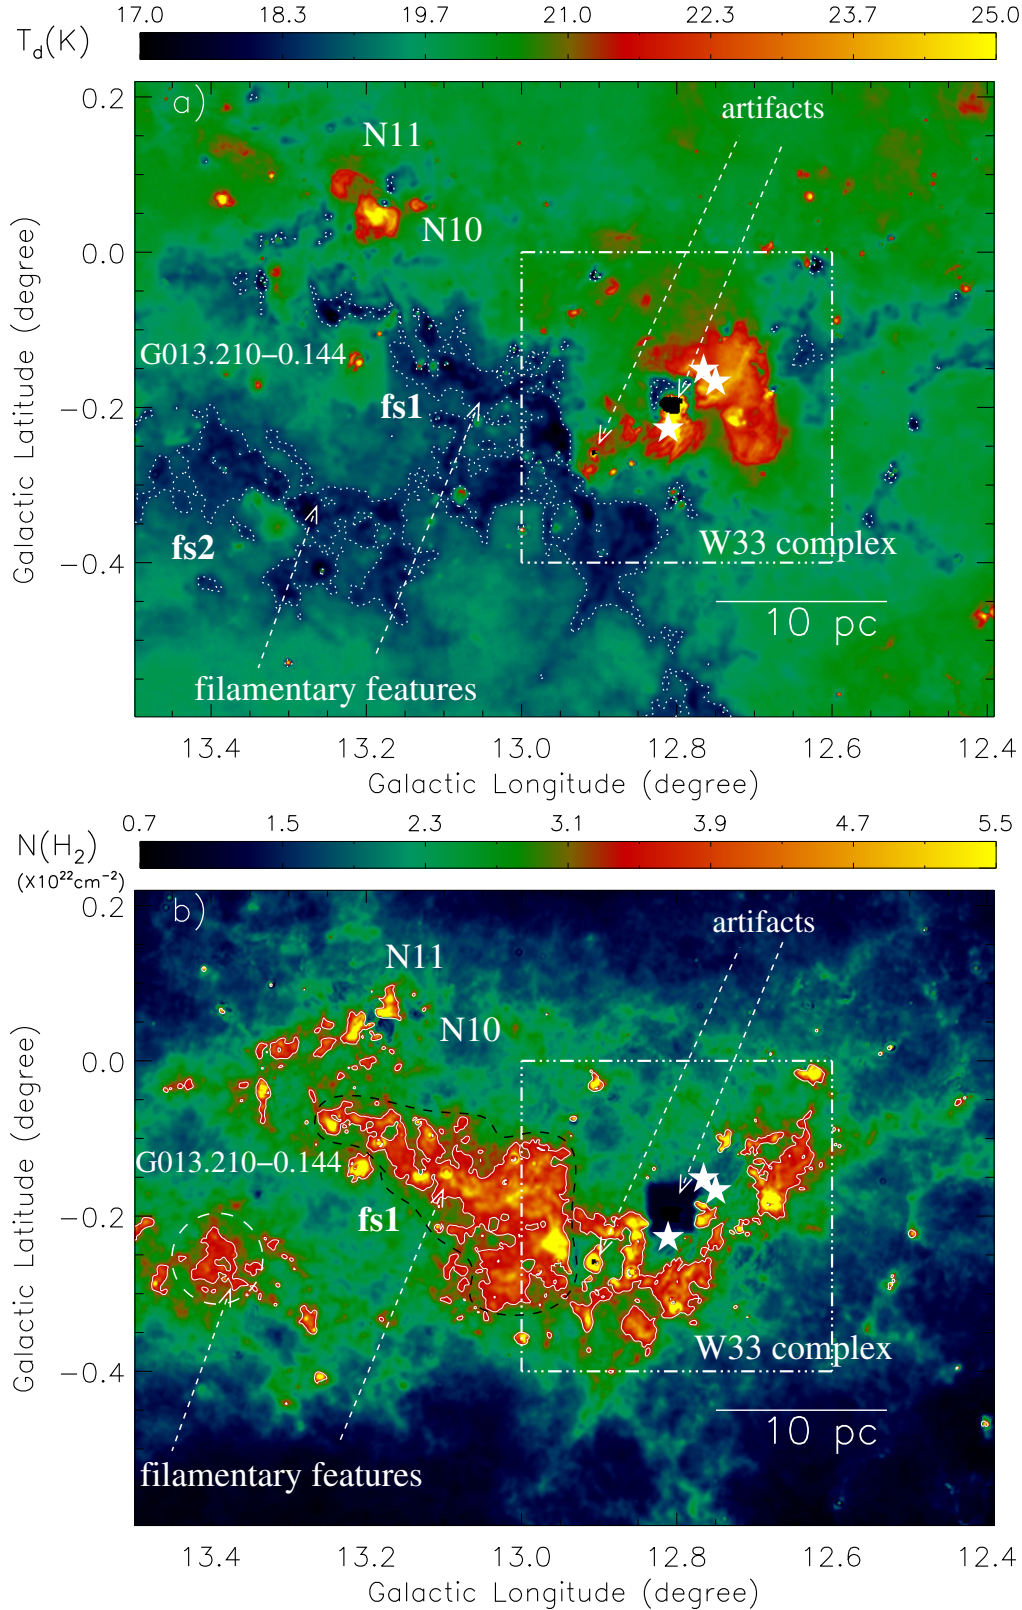 17.0 18.3 19.7 21.0 22.3 23.7 25.0
T_d(K)
a)
artifacts
N11
N10
G013.210−0.144
fs1
fs2
W33 complex
10 pc
filamentary features
0.2
0.0
−0.2
−0.4
Galactic Latitude (degree)
13.4 13.2 13.0 12.8 12.6 12.4
Galactic Longitude (degree)
0.7 1.5 2.3 3.1 3.9 4.7 5.5
N(H₂)
(X10²²cm⁻²)
b)
artifacts
N11
N10
G013.210−0.144
fs1
W33 complex
10 pc
filamentary features
0.2
0.0
−0.2
−0.4
Galactic Latitude (degree)
13.4 13.2 13.0 12.8 12.6 12.4
Galactic Longitude (degree)